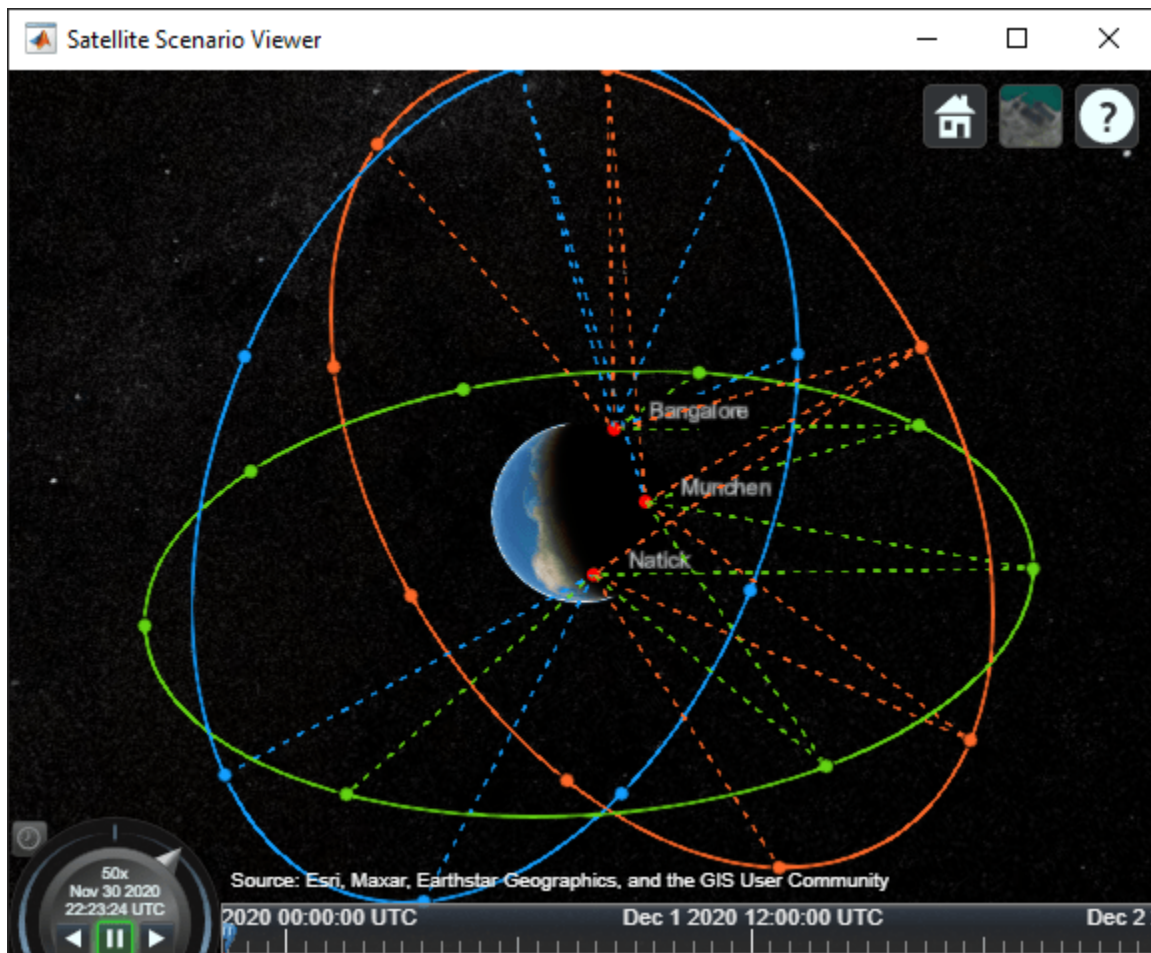 Satellite Scenario Viewer
?
Bangalore
Munchen
Natick
50x
Nov 30 2020
22:23:24 UTC
Source: Esri, Maxar, Earthstar Geographics, and the GIS User Community
2020 00:00:00 UTC
Dec 1 2020 12:00:00 UTC
Dec 2